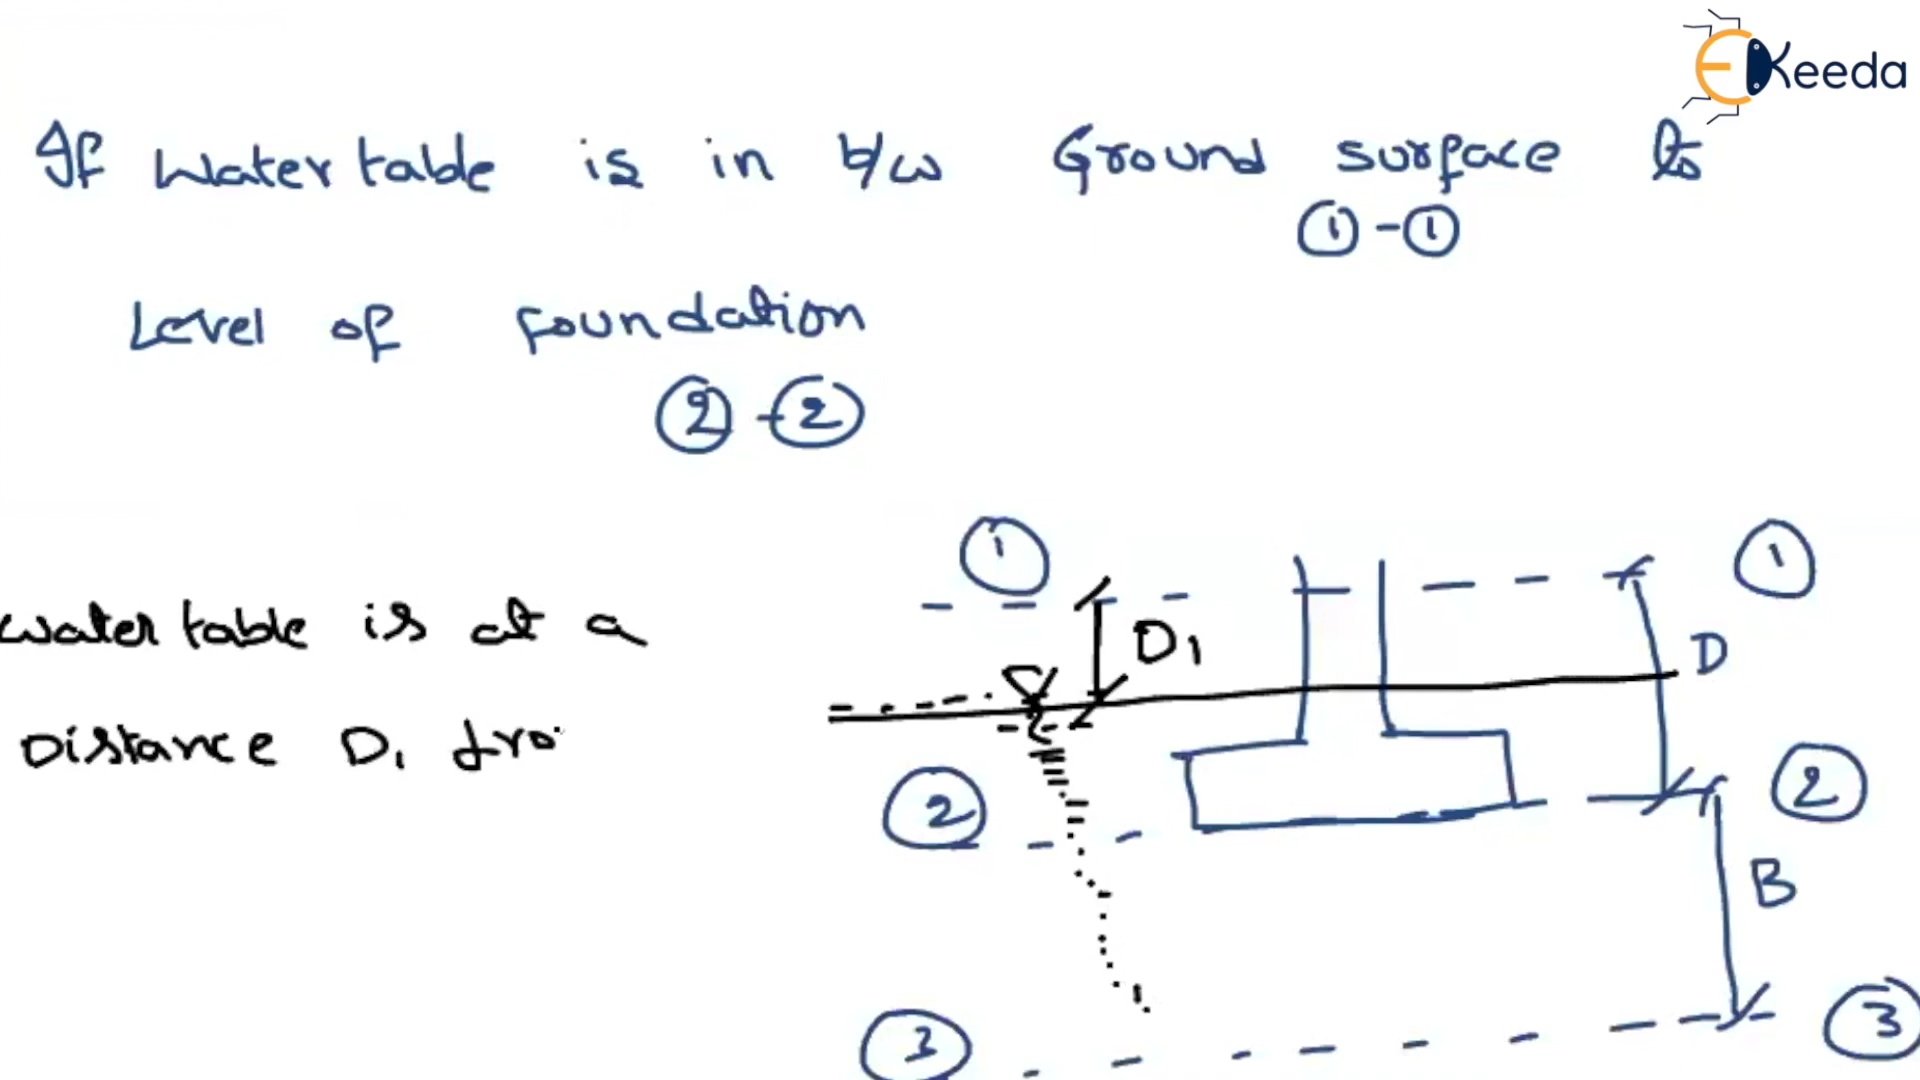 EKeeda
If Water table is in b/w Ground surface to
①-①
Level of foundation
②-②
① ①
water table is at a
D1
D
Distance D1 fro
② ②
B
③ ③